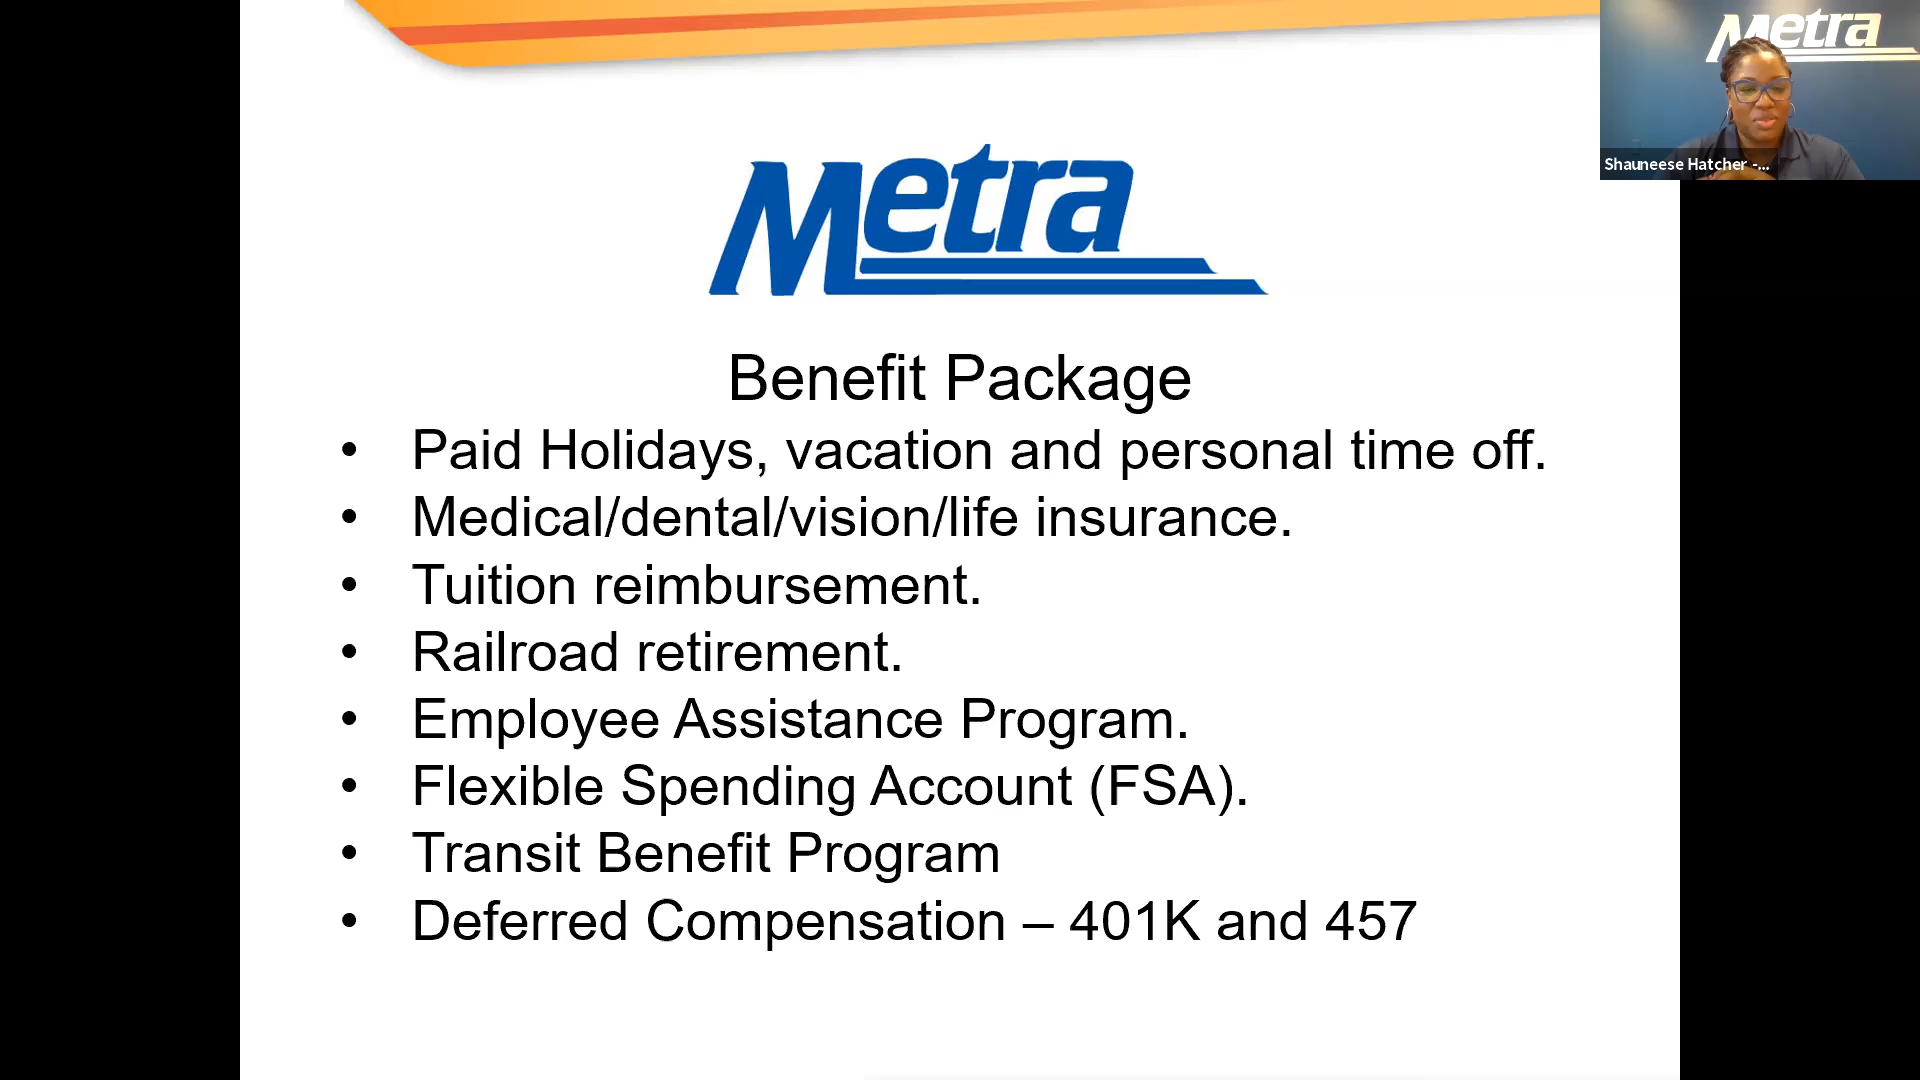 Metra
Metra
Shauneese Hatcher -...
Benefit Package
• Paid Holidays, vacation and personal time off.
• Medical/dental/vision/life insurance.
• Tuition reimbursement.
• Railroad retirement.
• Employee Assistance Program.
• Flexible Spending Account (FSA).
• Transit Benefit Program
• Deferred Compensation – 401K and 457